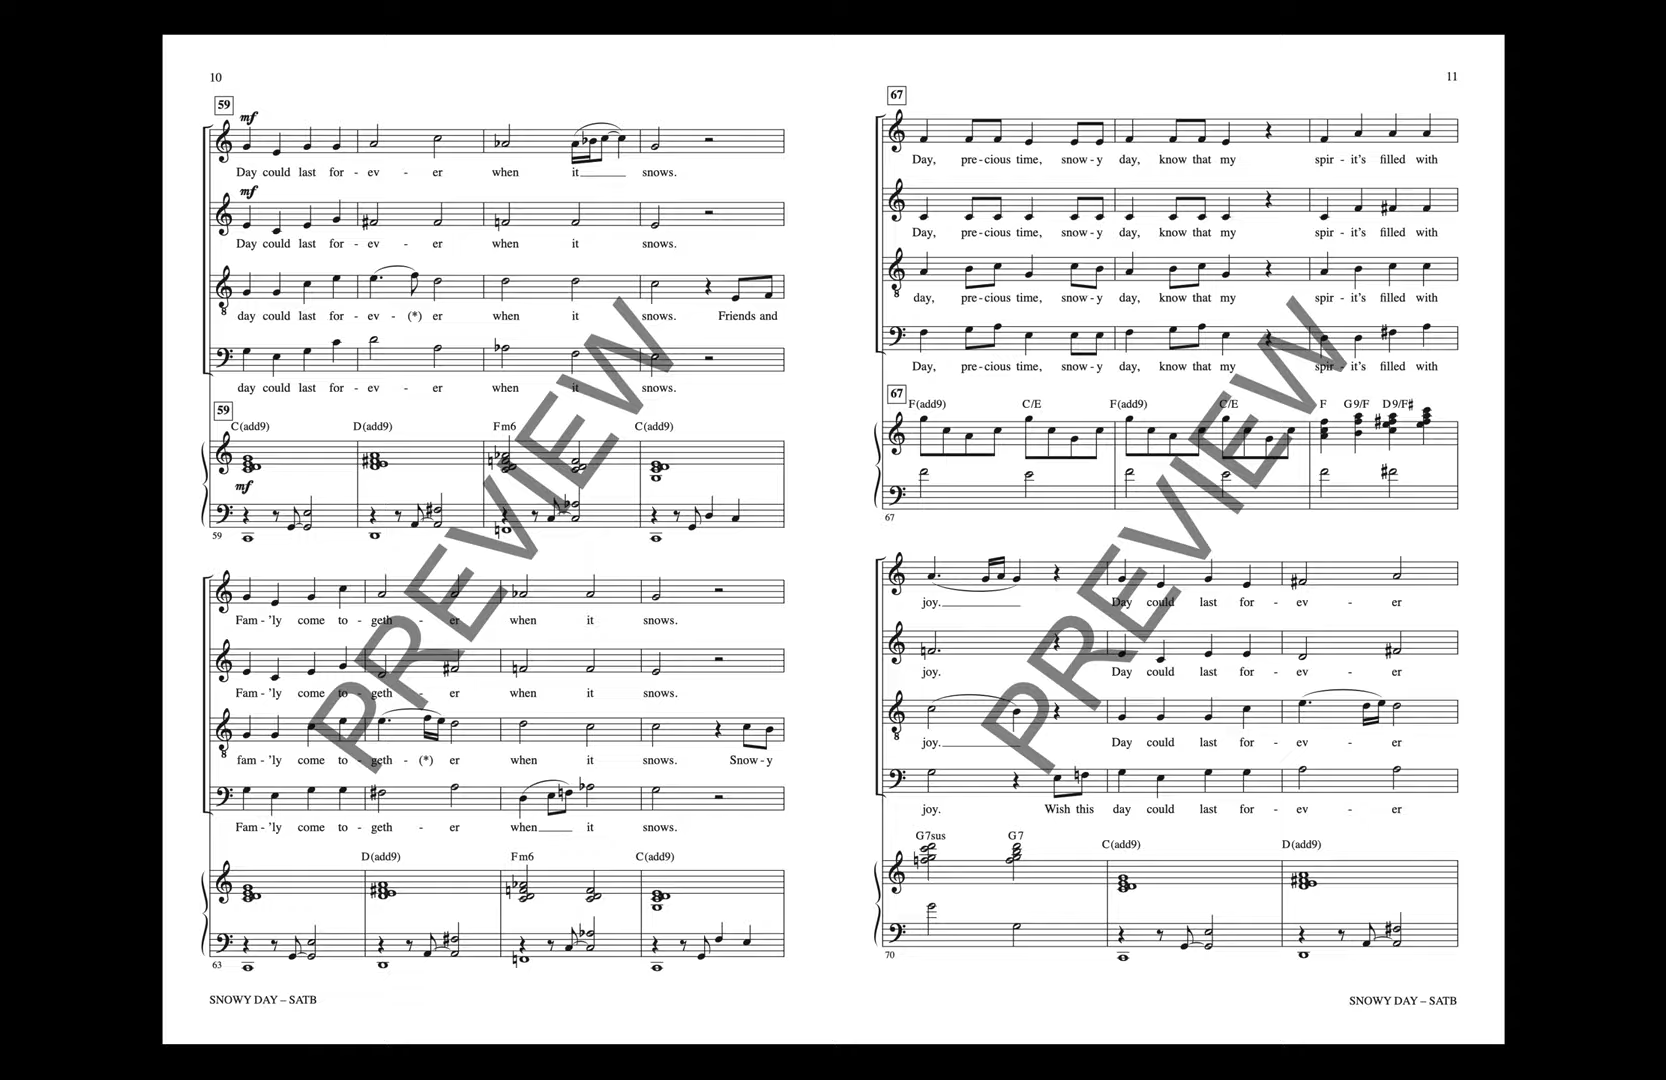 10
59
mf
Day could last for - ev - er when it snows.
mf
Day could last for - ev - er when it snows.
day could last for - ev - (*) er when it snows. Friends and
day could last for - ev - er when it snows.
59
C(add9) D(add9) Fm6 C(add9)
mf
59
Fam - 'ly come to - geth - er when it snows.
Fam - 'ly come to - geth - er when it snows.
fam - 'ly come to - geth - (*) er when it snows. Snow - y
Fam - 'ly come to - geth - er when it snows.
D(add9) Fm6 C(add9)
63
SNOWY DAY – SATB
PREVIEW
11
67
Day, pre - cious time, snow - y day, know that my spir - it's filled with
Day, pre - cious time, snow - y day, know that my spir - it's filled with
day, pre - cious time, snow - y day, know that my spir - it's filled with
Day, pre - cious time, snow - y day, know that my spir - it's filled with
67
F(add9) C/E F(add9) C/E F G9/F D9/F#
67
joy. Day could last for - ev - er
joy. Day could last for - ev - er
joy. Day could last for - ev - er
joy. Wish this day could last for - ev - er
G7sus G7 C(add9) D(add9)
70
SNOWY DAY – SATB
PREVIEW